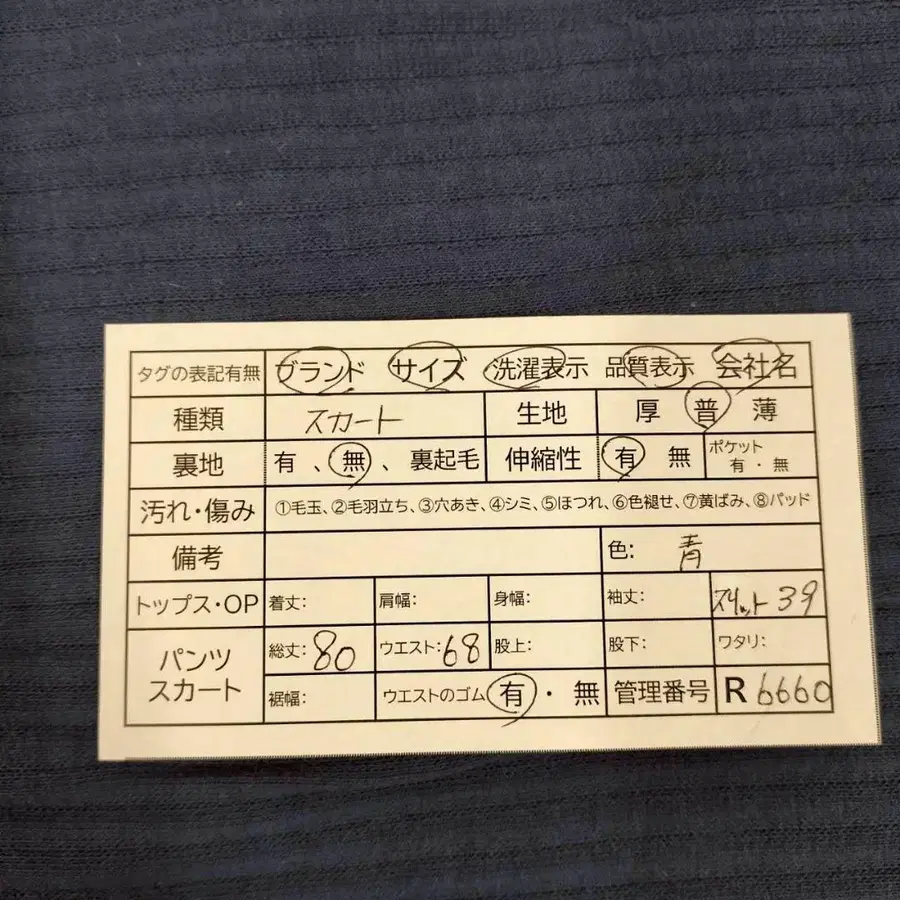 タグの表記有無 ブランド サイズ 洗濯表示 品質表示 会社名
種類 スカート 生地 厚 普 薄
裏地 有、無、裏起毛 伸縮性 有 無 ポケット 有・無
汚れ・傷み ①毛玉、②毛羽立ち、③穴あき、④シミ、⑤ほつれ、⑥色褪せ、⑦黄ばみ、⑧パッド
備考 色: 青
トップス・OP 着丈: 肩幅: 身幅: 袖丈: スリット 39
パンツ スカート 総丈: 80 ウエスト: 68 股上: 股下: ワタリ:
裾幅: ウエストのゴム 有・無 管理番号 R 6660